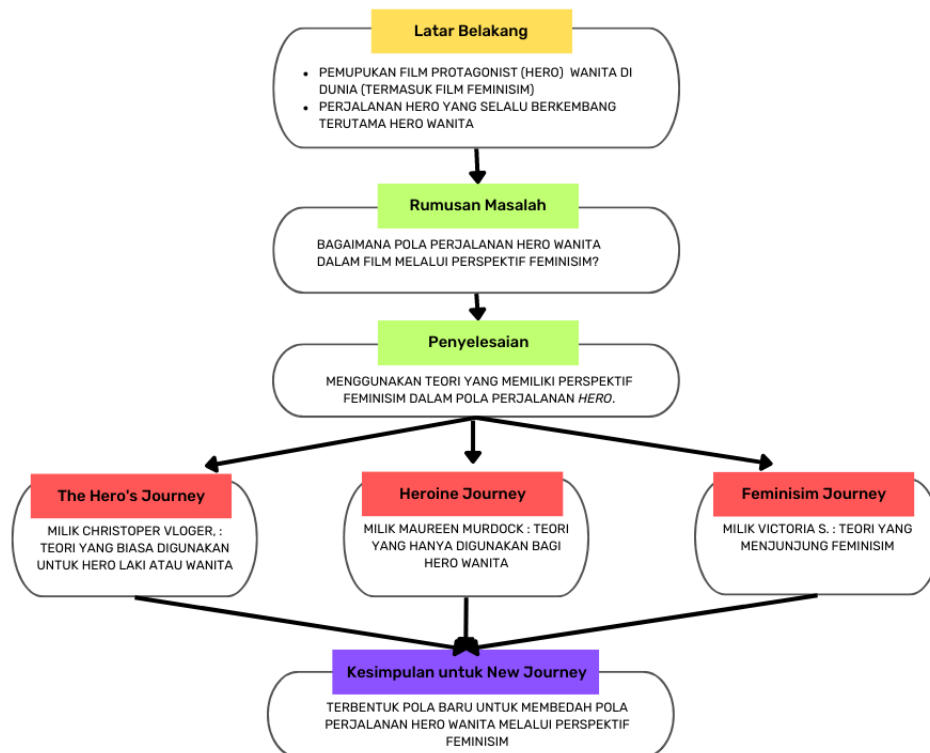 Latar Belakang
• PEMUPUKAN FILM PROTAGONIST (HERO) WANITA DI
DUNIA (TERMASUK FILM FEMINISIM)
• PERJALANAN HERO YANG SELALU BERKEMBANG
TERUTAMA HERO WANITA
Rumusan Masalah
BAGAIMANA POLA PERJALANAN HERO WANITA
DALAM FILM MELALUI PERSPEKTIF FEMINISIM?
Penyelesaian
MENGGUNAKAN TEORI YANG MEMILIKI PERSPEKTIF
FEMINISIM DALAM POLA PERJALANAN HERO.
The Hero's Journey
MILIK CHRISTOPER VLOGER, :
TEORI YANG BIASA DIGUNAKAN
UNTUK HERO LAKI ATAU WANITA
Heroine Journey
MILIK MAUREEN MURDOCK : TEORI
YANG HANYA DIGUNAKAN BAGI
HERO WANITA
Feminisim Journey
MILIK VICTORIA S. : TEORI YANG
MENJUNJUNG FEMINISIM
Kesimpulan untuk New Journey
TERBENTUK POLA BARU UNTUK MEMBEDAH POLA
PERJALANAN HERO WANITA MELALUI PERSPEKTIF
FEMINISIM